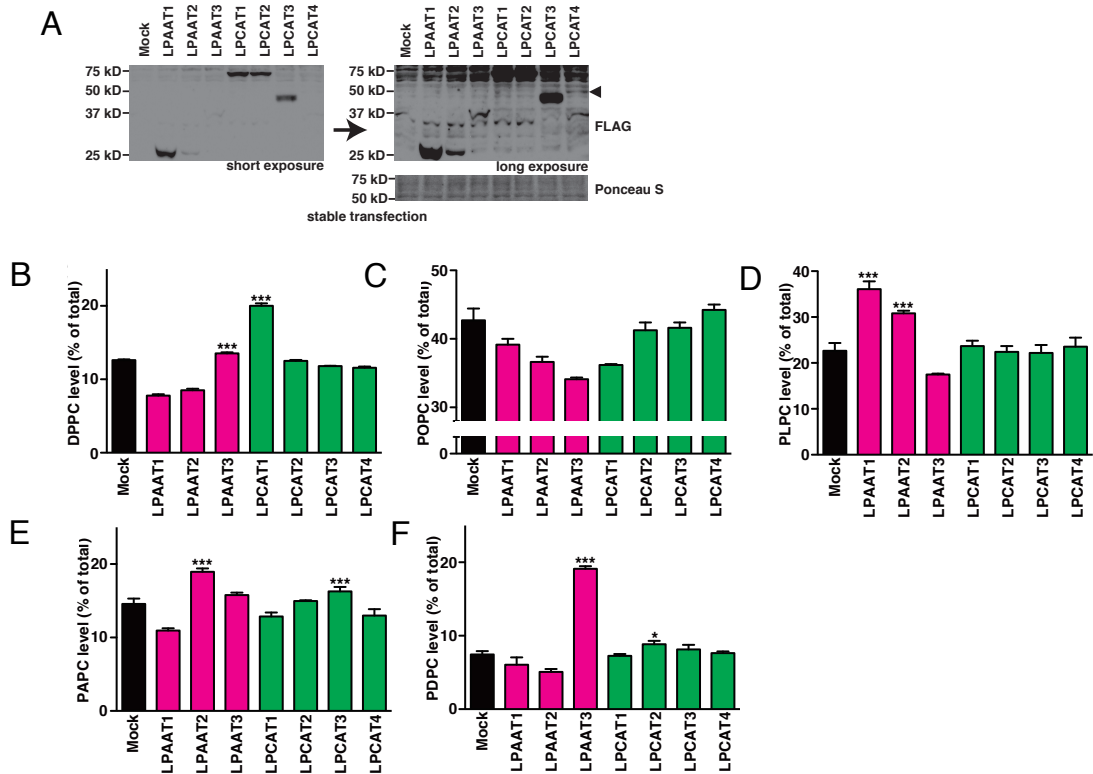 A
Mock LPAAT1 LPAAT2 LPAAT3 LPCAT1 LPCAT2 LPCAT3 LPCAT4
75 kD
50 kD
37 kD
25 kD
short exposure
Mock LPAAT1 LPAAT2 LPAAT3 LPCAT1 LPCAT2 LPCAT3 LPCAT4
75 kD
50 kD
37 kD
25 kD
FLAG
long exposure
75 kD
50 kD
Ponceau S
stable transfection
B
DPPC level (% of total)
20
10
0
***
***
Mock LPAAT1 LPAAT2 LPAAT3 LPCAT1 LPCAT2 LPCAT3 LPCAT4
C
POPC level (% of total)
50
40
30
0
Mock LPAAT1 LPAAT2 LPAAT3 LPCAT1 LPCAT2 LPCAT3 LPCAT4
D
PLPC level (% of total)
40
30
20
10
0
***
***
Mock LPAAT1 LPAAT2 LPAAT3 LPCAT1 LPCAT2 LPCAT3 LPCAT4
E
PAPC level (% of total)
20
10
0
***
***
Mock LPAAT1 LPAAT2 LPAAT3 LPCAT1 LPCAT2 LPCAT3 LPCAT4
F
PDPC level (% of total)
20
10
0
***
*
Mock LPAAT1 LPAAT2 LPAAT3 LPCAT1 LPCAT2 LPCAT3 LPCAT4